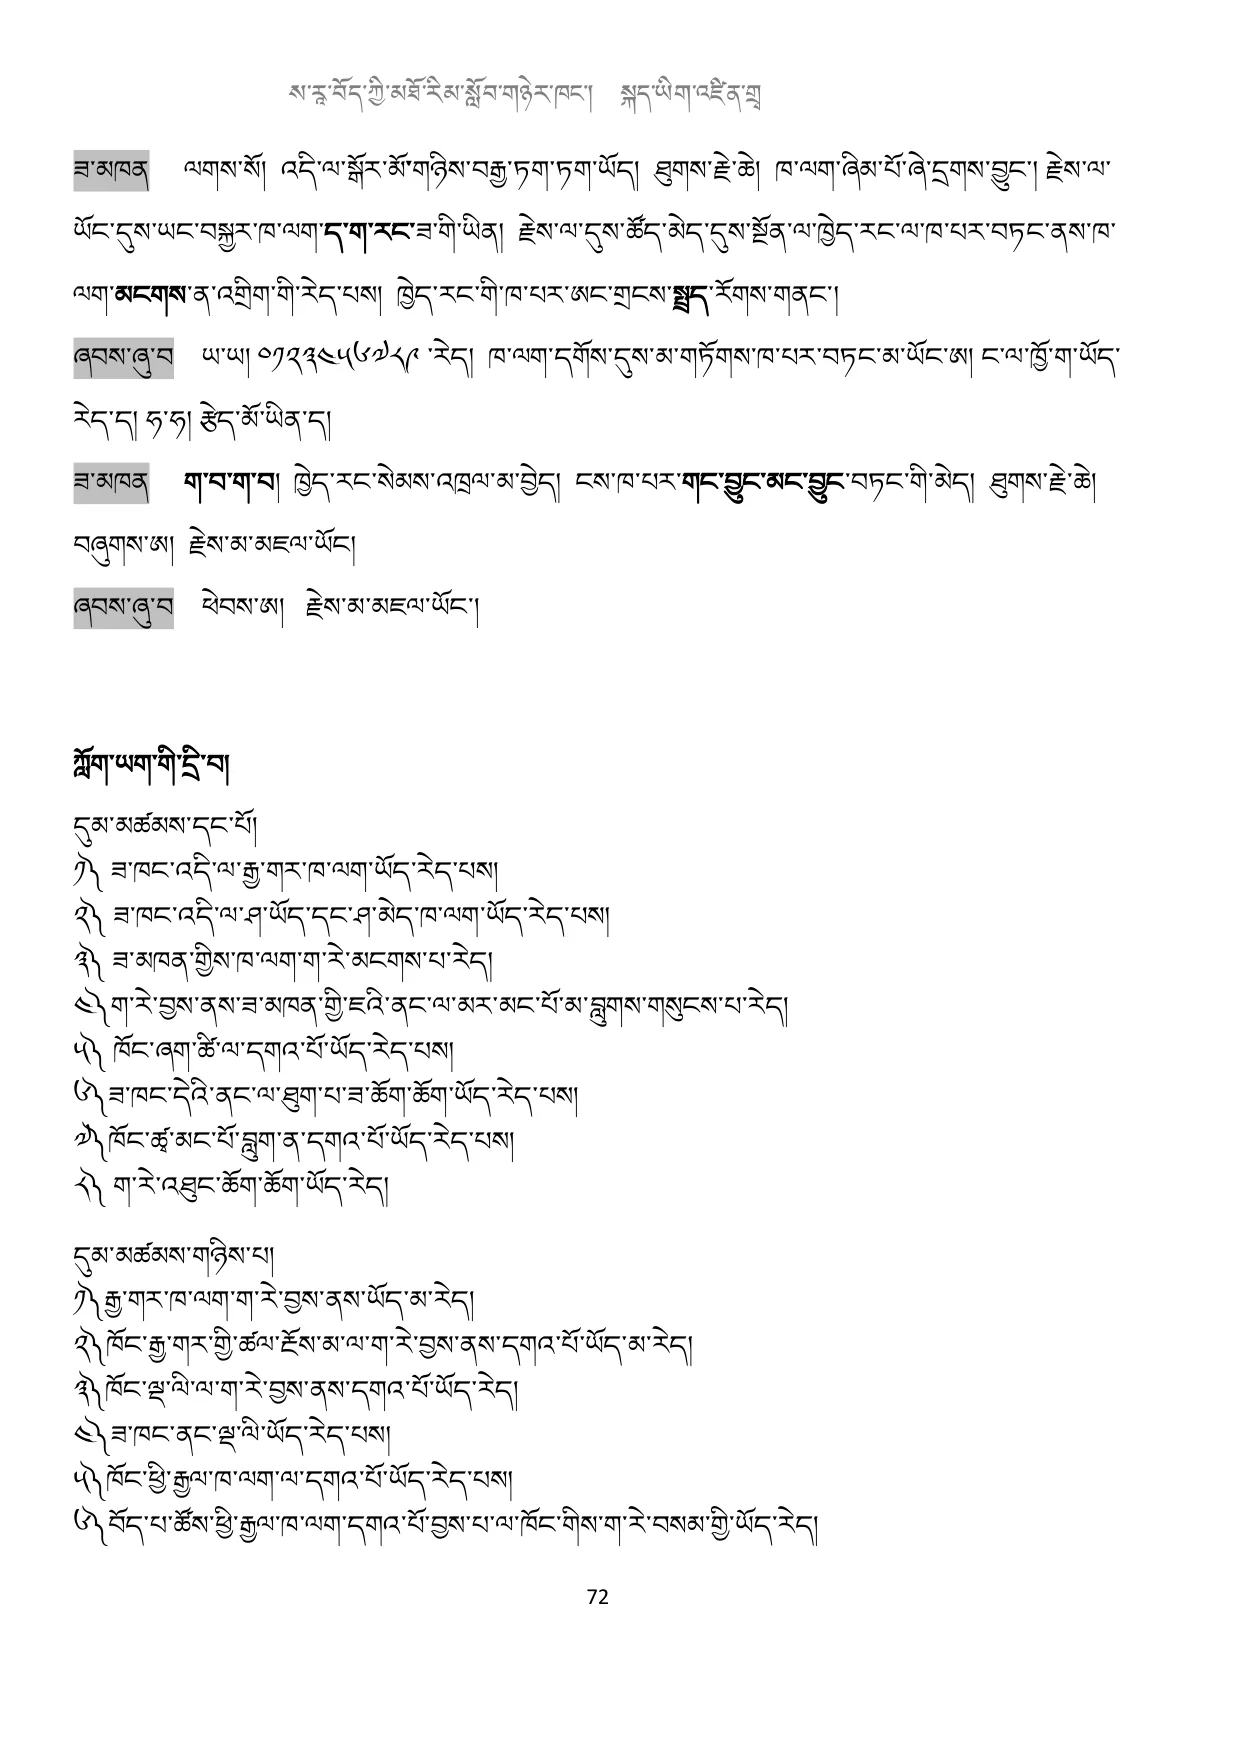 ས་རཱ་བོད་ཀྱི་མཐོ་རིམ་སློབ་གཉེར་ཁང་། སྐད་ཡིག་འཛིན་གྲྭ
ཟ་མཁན ལགས་སོ། འདི་ལ་སྒོར་མོ་གཉིས་བརྒྱ་ཏག་ཏག་ཡོད། ཐུགས་རྗེ་ཆེ། ཁ་ལག་ཞིམ་པོ་ཞེ་དྲགས་བྱུང་། རྗེས་ལ་
ཡོང་དུས་ཡང་བསྐྱར་ཁ་ལག་ད་ག་རང་ཟ་གི་ཡིན། རྗེས་ལ་དུས་ཚོད་མེད་དུས་སྔོན་ལ་ཁྱེད་རང་ལ་ཁ་པར་བཏང་ནས་ཁ་
ལག་མངགས་ན་འགྲིག་གི་རེད་པས། ཁྱེད་རང་གི་ཁ་པར་ཨང་གྲངས་སྤྲད་རོགས་གནང་།
ཞབས་ཞུ་བ ཡ་ཡ། ༠༡༢༣༤༥༦༧༨༩ ་རེད། ཁ་ལག་དགོས་དུས་མ་གཏོགས་ཁ་པར་བཏང་མ་ཡོང་ཨ། ང་ལ་ཁྱོ་ག་ཡོད་
རེད་ད། ཧ་ཧ། རྩེད་མོ་ཡིན་ད།
ཟ་མཁན ག་བ་ག་བ། ཁྱེད་རང་སེམས་འཁྲལ་མ་བྱེད། ངས་ཁ་པར་གང་བྱུང་མང་བྱུང་བཏང་གི་མེད། ཐུགས་རྗེ་ཆེ།
བཞུགས་ཨ། རྗེས་མ་མཇལ་ཡོང།
ཞབས་ཞུ་བ ཕེབས་ཨ། རྗེས་མ་མཇལ་ཡོང་།
ཀློག་ཡག་གི་དྲི་བ།
དུམ་མཚམས་དང་པོ།
༡༽ ཟ་ཁང་འདི་ལ་རྒྱ་གར་ཁ་ལག་ཡོད་རེད་པས།
༢༽ ཟ་ཁང་འདི་ལ་ཤ་ཡོད་དང་ཤ་མེད་ཁ་ལག་ཡོད་རེད་པས།
༣༽ ཟ་མཁན་གྱིས་ཁ་ལག་ག་རེ་མངགས་པ་རེད།
༤༽ག་རེ་བྱས་ནས་ཟ་མཁན་གྱི་ཇའི་ནང་ལ་མར་མང་པོ་མ་བླུགས་གསུངས་པ་རེད།
༥༽ ཁོང་ཞག་ཚི་ལ་དགའ་པོ་ཡོད་རེད་པས།
༦༽ཟ་ཁང་དེའི་ནང་ལ་ཐུག་པ་ཟ་ཆོག་ཆོག་ཡོད་རེད་པས།
༧༽ཁོང་ཚྭ་མང་པོ་བླུག་ན་དགའ་པོ་ཡོད་རེད་པས།
༨༽ ག་རེ་འཐུང་ཆོག་ཆོག་ཡོད་རེད།
དུམ་མཚམས་གཉིས་པ།
༡༽རྒྱ་གར་ཁ་ལག་ག་རེ་བྱས་ནས་ཡོད་མ་རེད།
༢༽ཁོང་རྒྱ་གར་གྱི་ཚལ་རྔོས་མ་ལ་ག་རེ་བྱས་ནས་དགའ་པོ་ཡོད་མ་རེད།
༣༽ཁོང་ལྡ་ལི་ལ་ག་རེ་བྱས་ནས་དགའ་པོ་ཡོད་རེད།
༤༽ཟ་ཁང་ནང་ལྡ་ལི་ཡོད་རེད་པས།
༥༽ཁོང་ཕྱི་རྒྱལ་ཁ་ལག་ལ་དགའ་པོ་ཡོད་རེད་པས།
༦༽བོད་པ་ཚོས་ཕྱི་རྒྱལ་ཁ་ལག་དགའ་པོ་བྱས་པ་ལ་ཁོང་གིས་ག་རེ་བསམ་གྱི་ཡོད་རེད།
72